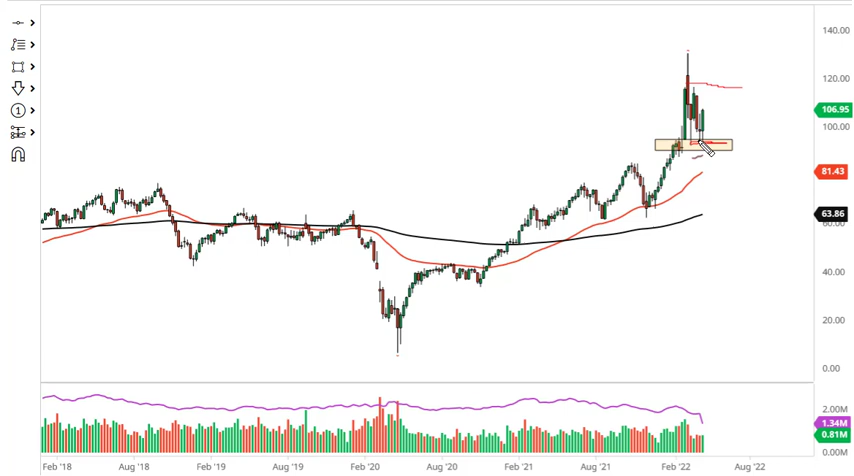 140.00
120.00
106.95
100.00
81.43
63.86
60.00
40.00
20.00
0.00
2.00M
1.34M
0.81M
0.00M
Feb '18 Aug '18 Feb '19 Aug '19 Feb '20 Aug '20 Feb '21 Aug '21 Feb '22 Aug '22